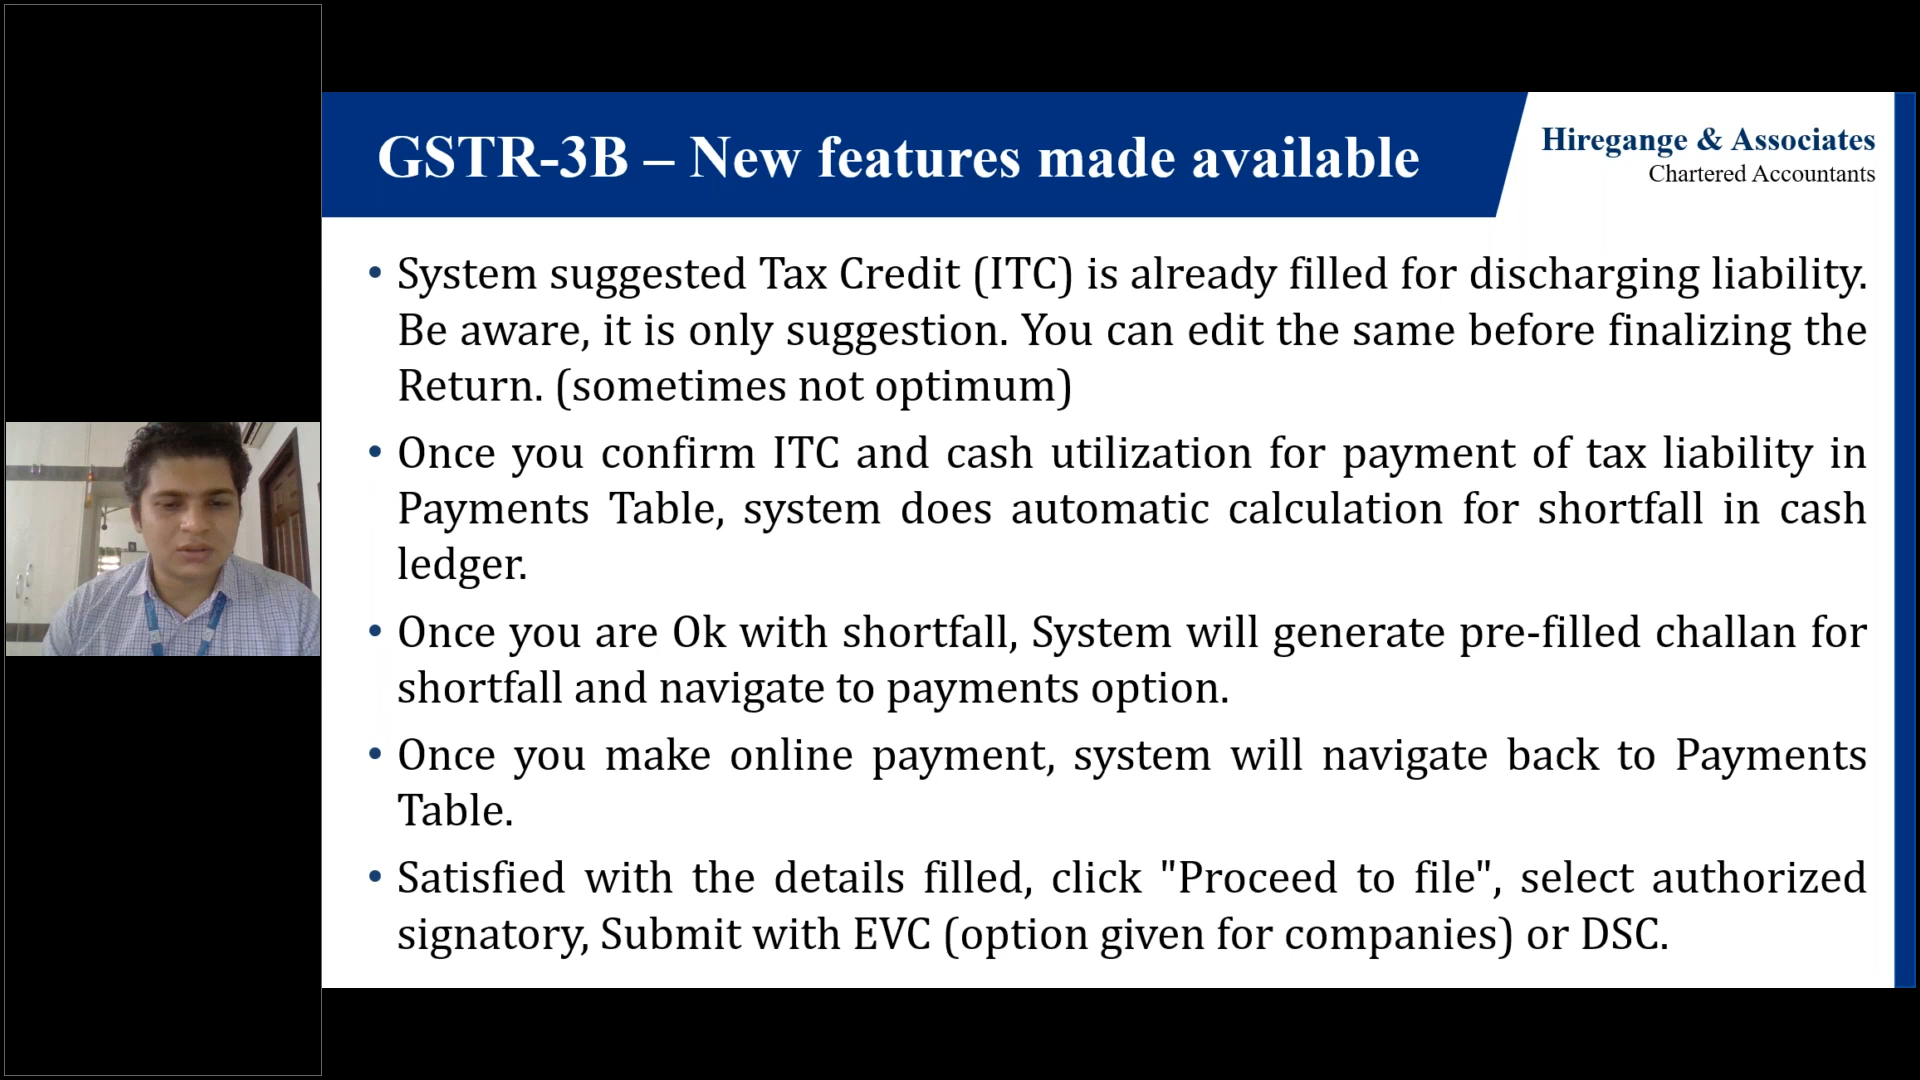 GSTR-3B – New features made available
Hiregange & Associates
Chartered Accountants
• System suggested Tax Credit (ITC) is already filled for discharging liability.
Be aware, it is only suggestion. You can edit the same before finalizing the
Return. (sometimes not optimum)
• Once you confirm ITC and cash utilization for payment of tax liability in
Payments Table, system does automatic calculation for shortfall in cash
ledger.
• Once you are Ok with shortfall, System will generate pre-filled challan for
shortfall and navigate to payments option.
• Once you make online payment, system will navigate back to Payments
Table.
• Satisfied with the details filled, click "Proceed to file", select authorized
signatory, Submit with EVC (option given for companies) or DSC.